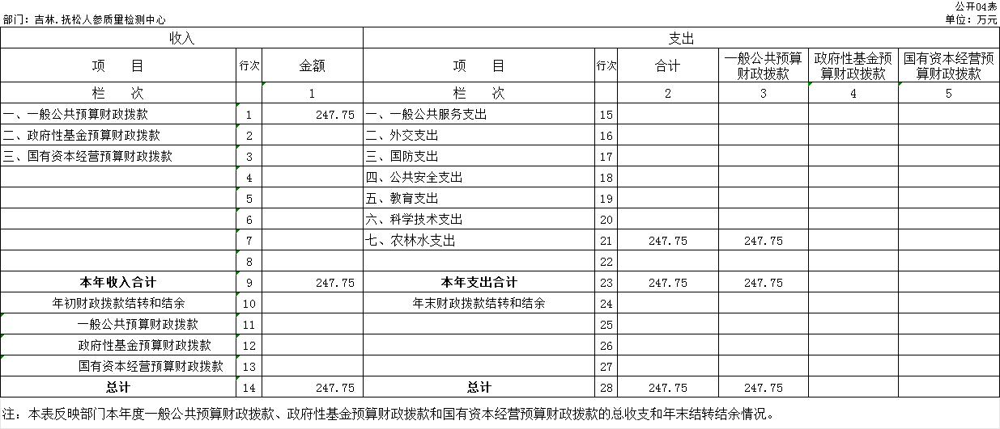 公开04表
部门：吉林.抚松人参质量检测中心 单位：万元
收入 支出
项 目 行次 金额 项 目 行次 合计 一般公共预算财政拨款 政府性基金预算财政拨款 国有资本经营预算财政拨款
栏 次 1 栏 次 2 3 4 5
一、一般公共预算财政拨款 1 247.75 一、一般公共服务支出 15
二、政府性基金预算财政拨款 2 二、外交支出 16
三、国有资本经营预算财政拨款 3 三、国防支出 17
4 四、公共安全支出 18
5 五、教育支出 19
6 六、科学技术支出 20
7 七、农林水支出 21 247.75 247.75
8 22
本年收入合计 9 247.75 本年支出合计 23 247.75 247.75
年初财政拨款结转和结余 10 年末财政拨款结转和结余 24
一般公共预算财政拨款 11 25
政府性基金预算财政拨款 12 26
国有资本经营预算财政拨款 13 27
总计 14 247.75 总计 28 247.75 247.75
注：本表反映部门本年度一般公共预算财政拨款、政府性基金预算财政拨款和国有资本经营预算财政拨款的总收支和年末结转结余情况。